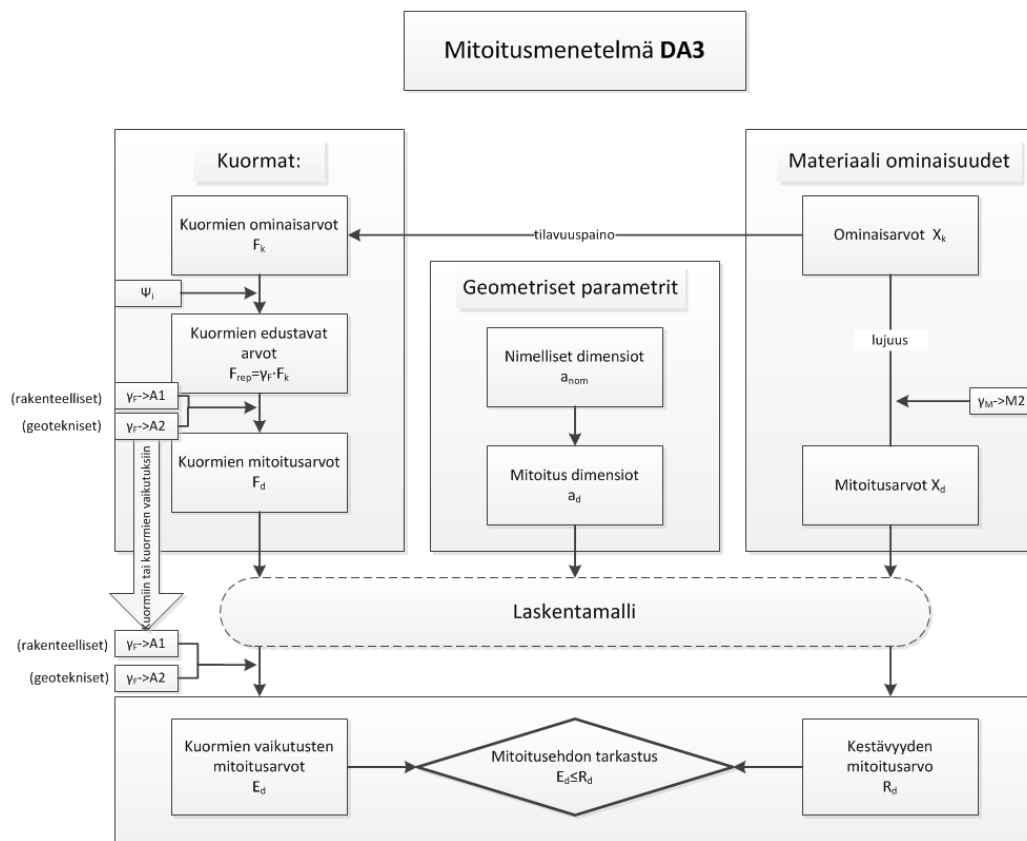 Mitoitusmenetelmä DA3
Kuormat:
Kuormien ominaisarvot
Fk
Ψi
Kuormien edustavat
arvot
Frep=γF·Fk
(rakenteelliset)
γF->A1
(geotekniset)
γF->A2
Kuormien mitoitusarvot
Fd
Kuormiin tai kuormien vaikutuksiin
tilavuuspaino
Geometriset parametrit
Nimelliset dimensiot
anom
Mitoitus dimensiot
ad
Materiaali ominaisuudet
Ominaisarvot Xk
lujuus
γM->M2
Mitoitusarvot Xd
Laskentamalli
(rakenteelliset)
γF->A1
(geotekniset)
γF->A2
Kuormien vaikutusten
mitoitusarvot
Ed
Mitoitusehdon tarkastus
Ed≤Rd
Kestävyyden
mitoitusarvo
Rd